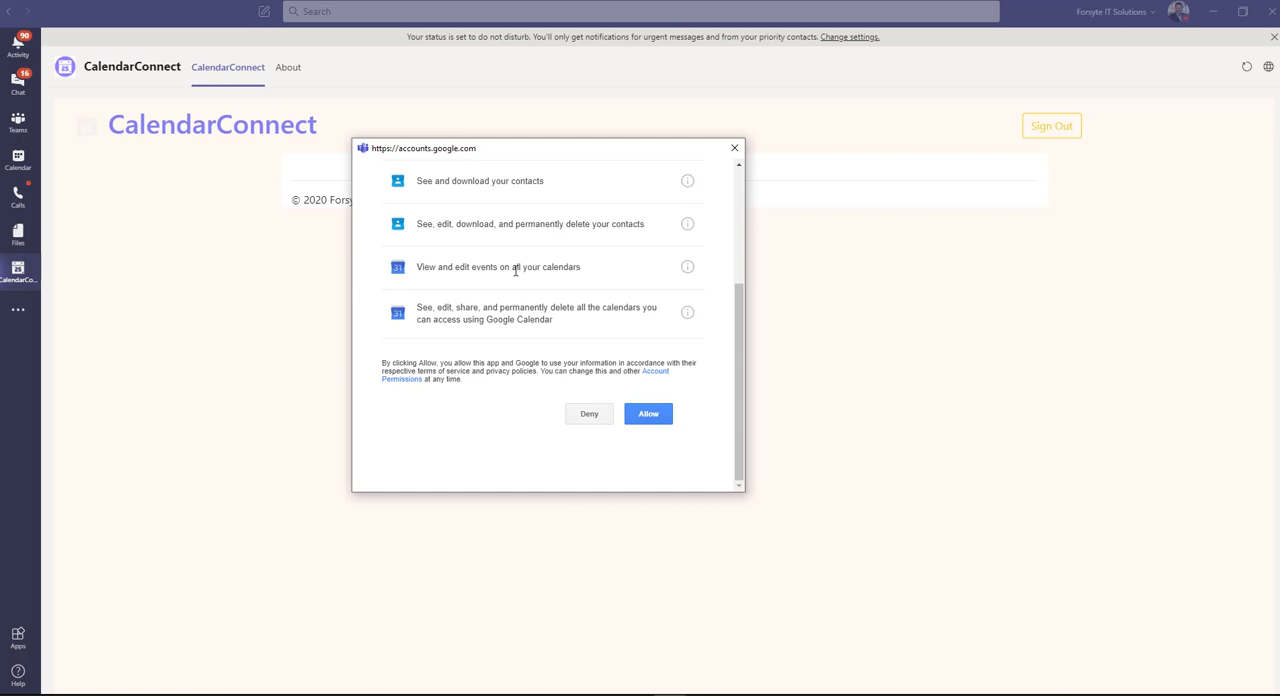 Search
Forsyte IT Solutions
90
Activity
16
Chat
Teams
Calendar
Calls
Files
CalendarCo...
Apps
Help
Your status is set to do not disturb. You'll only get notifications for urgent messages and from your priority contacts. Change settings.
CalendarConnect
CalendarConnect
About
CalendarConnect
Sign Out
© 2020 Forsy
https://accounts.google.com
See and download your contacts
See, edit, download, and permanently delete your contacts
31
View and edit events on all your calendars
31
See, edit, share, and permanently delete all the calendars you
can access using Google Calendar
By clicking Allow, you allow this app and Google to use your information in accordance with their
respective terms of service and privacy policies. You can change this and other Account
Permissions at any time.
Deny
Allow